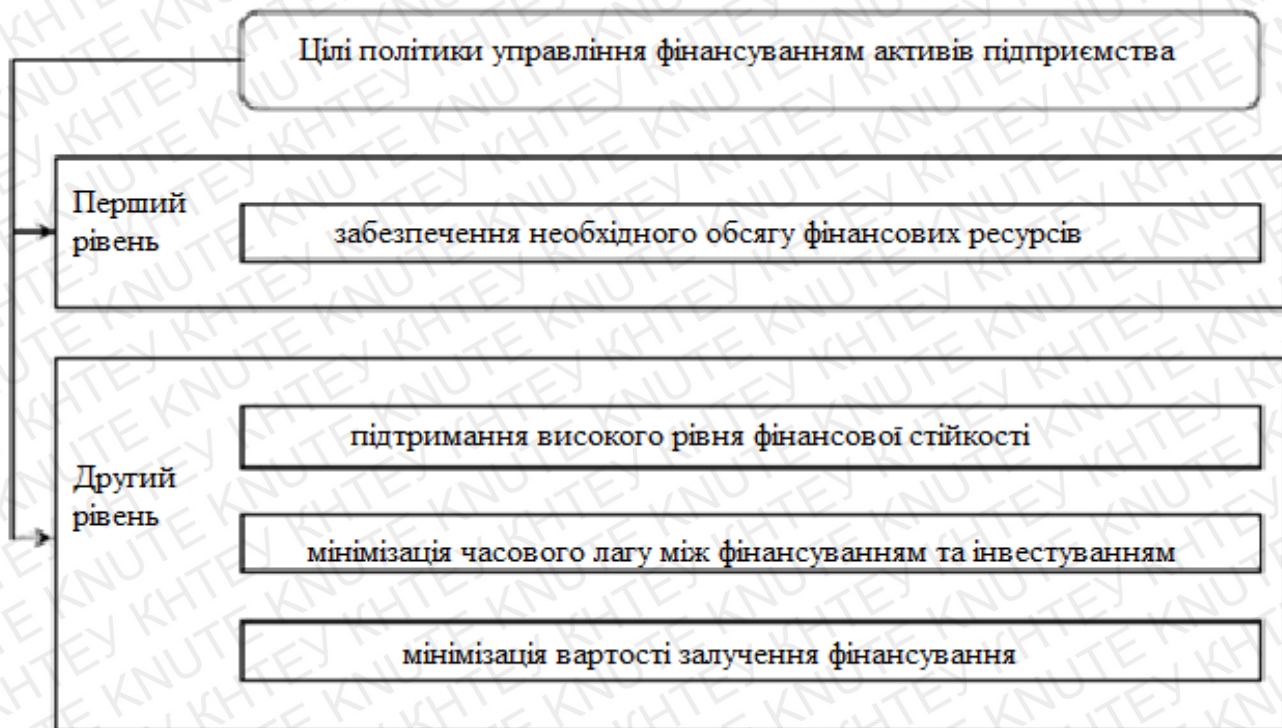 Цілі політики управління фінансуванням активів підприємства
Перший
рівень
забезпечення необхідного обсягу фінансових ресурсів
підтримання високого рівня фінансової стійкості
Другий
рівень
мінімізація часового лагу між фінансуванням та інвестуванням
мінімізація вартості залучення фінансування